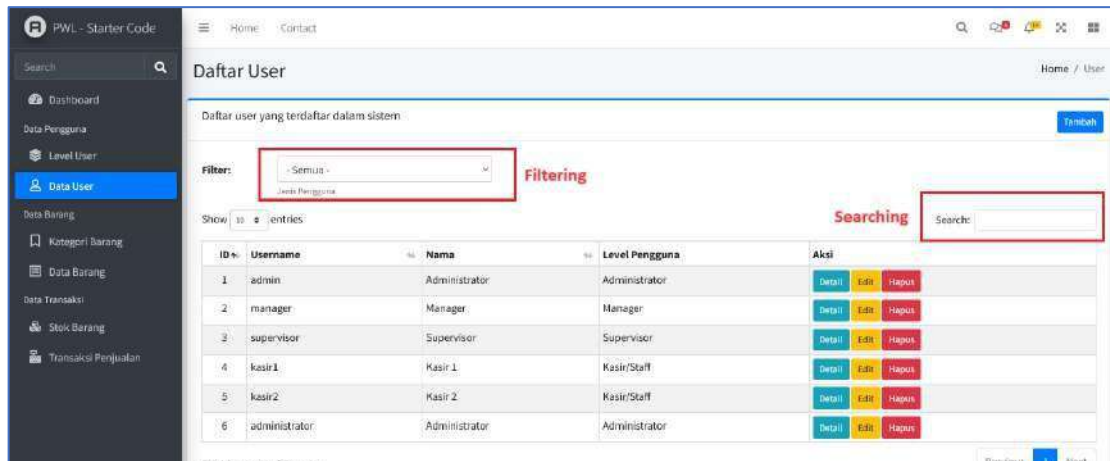 PWL - Starter Code
Home Contact
Search
Daftar User
Home / User
Dashboard
Data Pengguna
Level User
Data User
Data Barang
Kategori Barang
Data Barang
Data Transaksi
Stok Barang
Transaksi Penjualan
Daftar user yang terdaftar dalam sistem
Tambah
Filter: - Semua - Filtering
Jenis Pengguna
Show 10 entries Searching Search:
ID Username Nama Level Pengguna Aksi
1 admin Administrator Administrator Detail Edit Hapus
2 manager Manager Manager Detail Edit Hapus
3 supervisor Supervisor Supervisor Detail Edit Hapus
4 kasir1 Kasir 1 Kasir/Staff Detail Edit Hapus
5 kasir2 Kasir 2 Kasir/Staff Detail Edit Hapus
6 administrator Administrator Administrator Detail Edit Hapus
Previous 1 Next